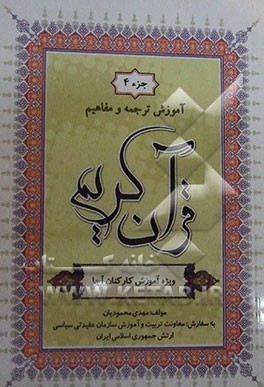 جزء ۴
آموزش ترجمه و مفاهیم
قرآن کریم
ویژه آموزش کارکنان آجا
مولف: مهدی محمودیان
به سفارش: معاونت تربیت و آموزش سازمان عقیدتی سیاسی
ارتش جمهوری اسلامی ایران